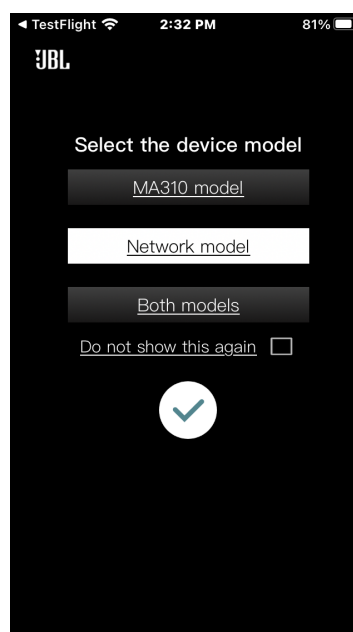 ◄ TestFlight 2:32 PM 81%
JBL
Select the device model
MA310 model
Network model
Both models
Do not show this again